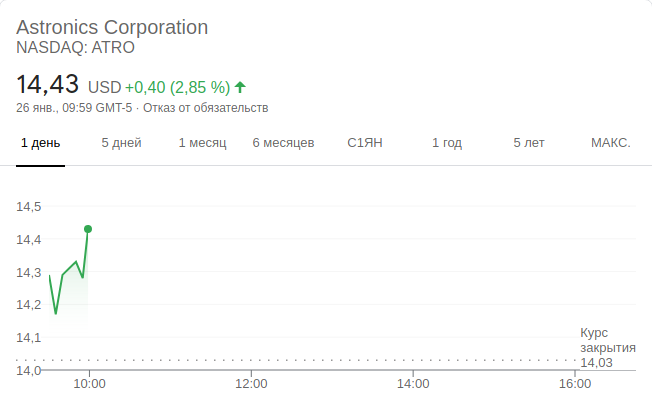 Astronics Corporation
NASDAQ: ATRO
14,43 USD +0,40 (2,85 %)
26 янв., 09:59 GMT-5 · Отказ от обязательств
1 день 5 дней 1 месяц 6 месяцев С1ЯН 1 год 5 лет МАКС.
14,5
14,4
14,3
14,2
14,1
14,0
Курс
закрытия
14,03
10:00 12:00 14:00 16:00